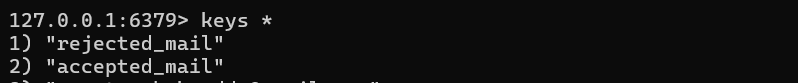 127.0.0.1:6379> keys *
1) "rejected_mail"
2) "accepted_mail"